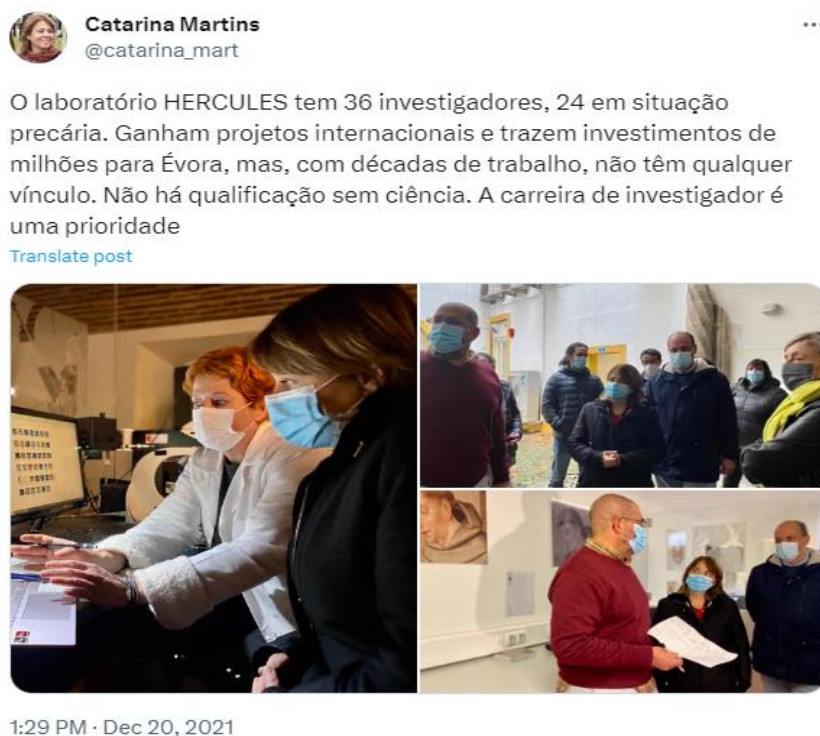 Catarina Martins
@catarina_mart
O laboratório HERCULES tem 36 investigadores, 24 em situação
precária. Ganham projetos internacionais e trazem investimentos de
milhões para Évora, mas, com décadas de trabalho, não têm qualquer
vínculo. Não há qualificação sem ciência. A carreira de investigador é
uma prioridade
Translate post
1:29 PM · Dec 20, 2021